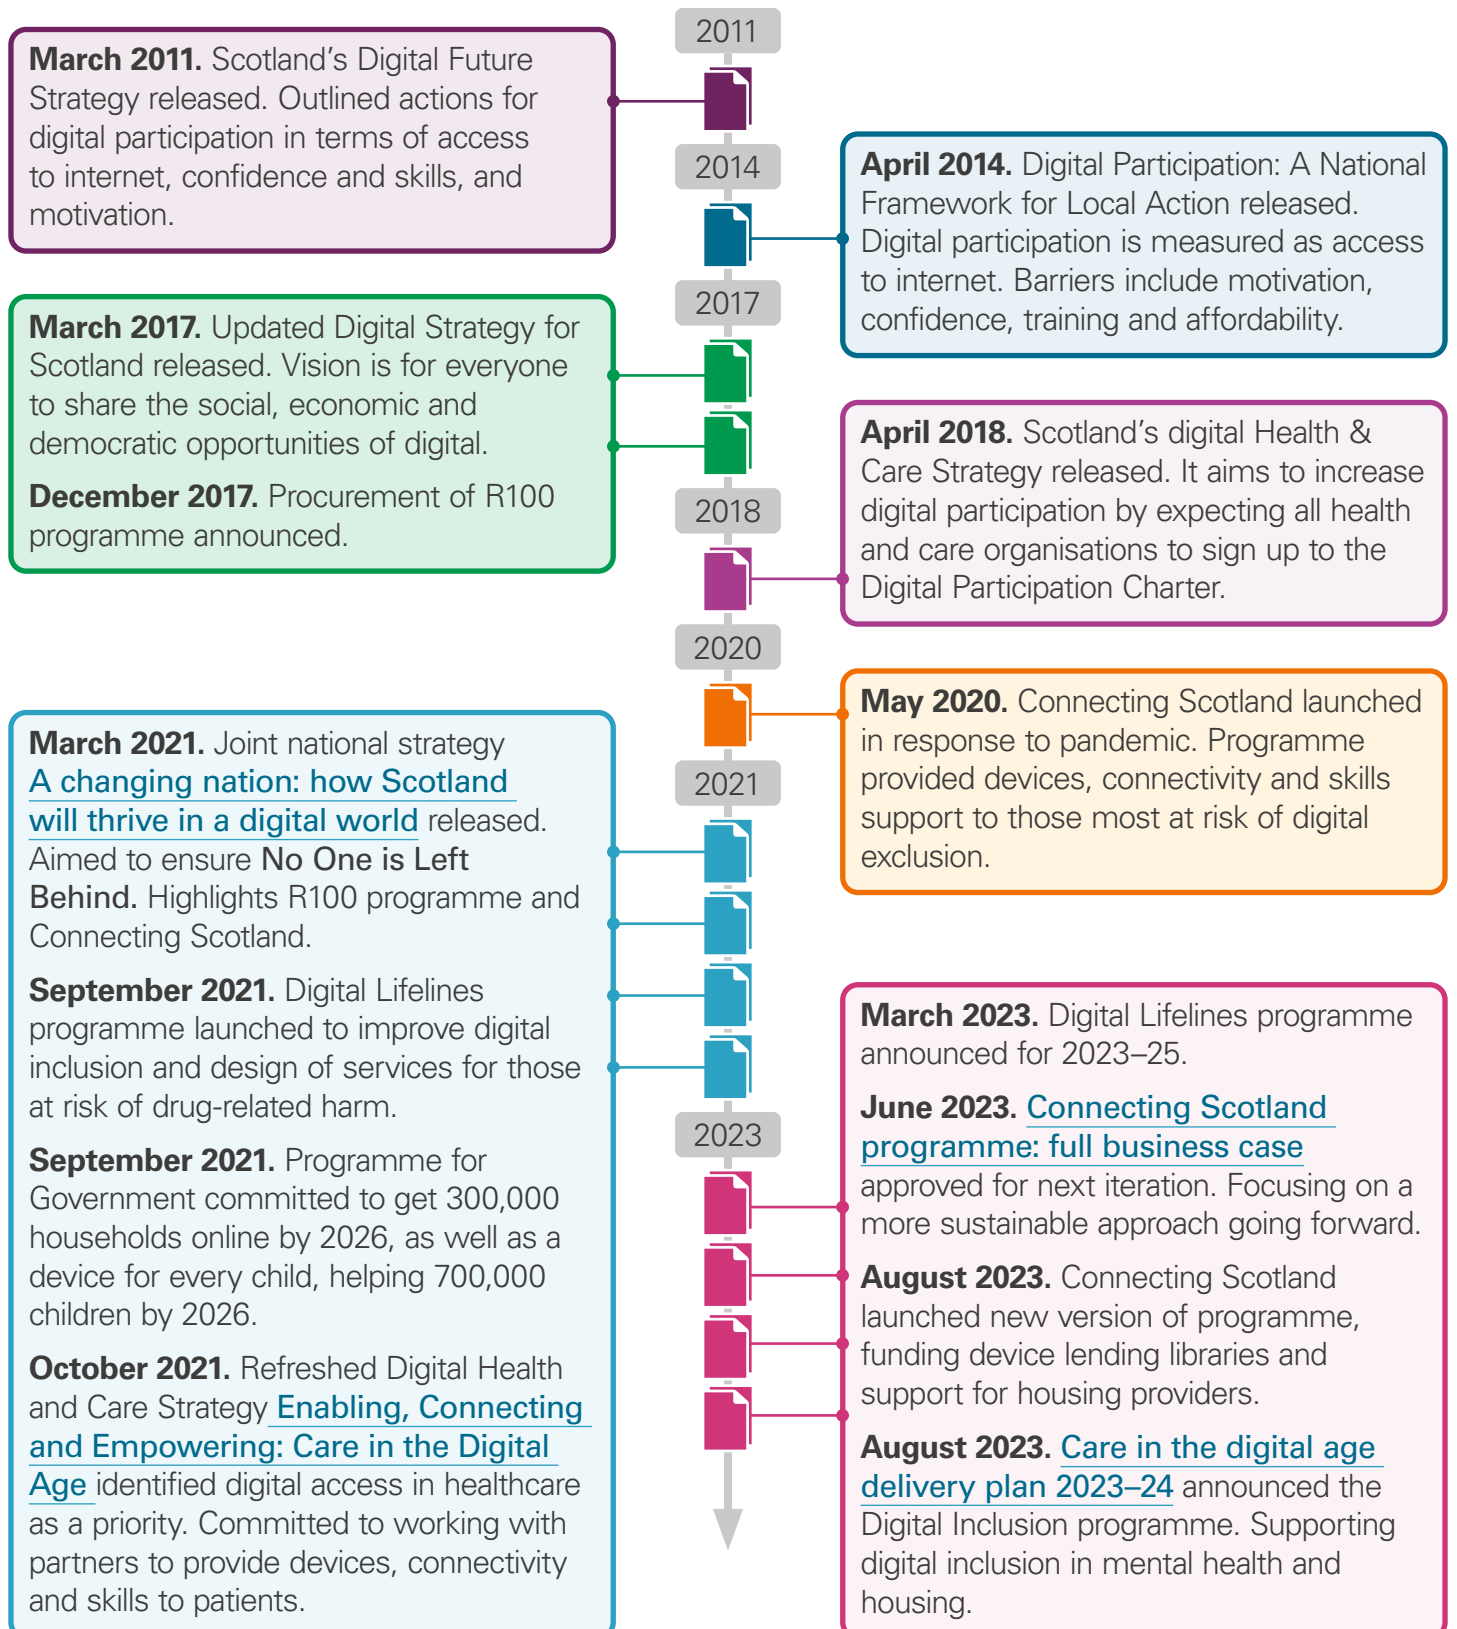 2011
March 2011. Scotland’s Digital Future
Strategy released. Outlined actions for
digital participation in terms of access
to internet, confidence and skills, and
motivation.
2014
April 2014. Digital Participation: A National
Framework for Local Action released.
Digital participation is measured as access
to internet. Barriers include motivation,
confidence, training and affordability.
2017
March 2017. Updated Digital Strategy for
Scotland released. Vision is for everyone
to share the social, economic and
democratic opportunities of digital.
December 2017. Procurement of R100
programme announced.
2018
April 2018. Scotland’s digital Health &
Care Strategy released. It aims to increase
digital participation by expecting all health
and care organisations to sign up to the
Digital Participation Charter.
2020
May 2020. Connecting Scotland launched
in response to pandemic. Programme
provided devices, connectivity and skills
support to those most at risk of digital
exclusion.
2021
March 2021. Joint national strategy
A changing nation: how Scotland
will thrive in a digital world released.
Aimed to ensure No One is Left
Behind. Highlights R100 programme and
Connecting Scotland.
September 2021. Digital Lifelines
programme launched to improve digital
inclusion and design of services for those
at risk of drug-related harm.
September 2021. Programme for
Government committed to get 300,000
households online by 2026, as well as a
device for every child, helping 700,000
children by 2026.
October 2021. Refreshed Digital Health
and Care Strategy Enabling, Connecting
and Empowering: Care in the Digital
Age identified digital access in healthcare
as a priority. Committed to working with
partners to provide devices, connectivity
and skills to patients.
2023
March 2023. Digital Lifelines programme
announced for 2023–25.
June 2023. Connecting Scotland
programme: full business case
approved for next iteration. Focusing on a
more sustainable approach going forward.
August 2023. Connecting Scotland
launched new version of programme,
funding device lending libraries and
support for housing providers.
August 2023. Care in the digital age
delivery plan 2023–24 announced the
Digital Inclusion programme. Supporting
digital inclusion in mental health and
housing.